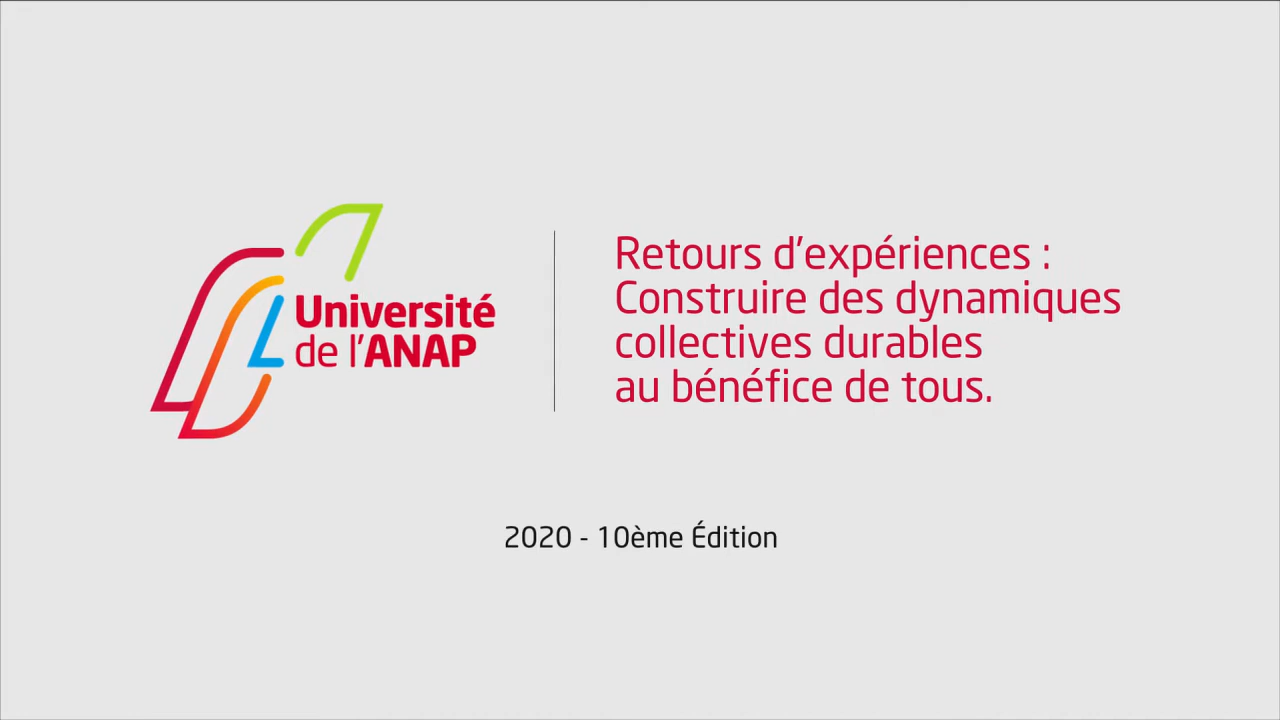 Université
de l'ANAP
Retours d'expériences :
Construire des dynamiques
collectives durables
au bénéfice de tous.
2020 - 10ème Édition